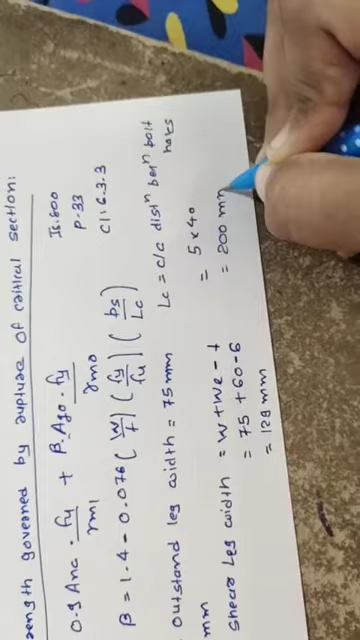 rength governed by rupture of critical section:
0.9 Anc . fy / γm1 + β. Ago . fy / γm0
IS:800
P-33
Cl: 6.3.3
β = 1.4 - 0.076 (w/t) (fy/fu) (bs/Lc)
outstand leg width = 75 mm
Lc = c/c distⁿ betⁿ bolt
holes
= 5 x 40
= 200 mm
mm
shear leg width = w + we - t
= 75 + 60 - 6
= 129 mm